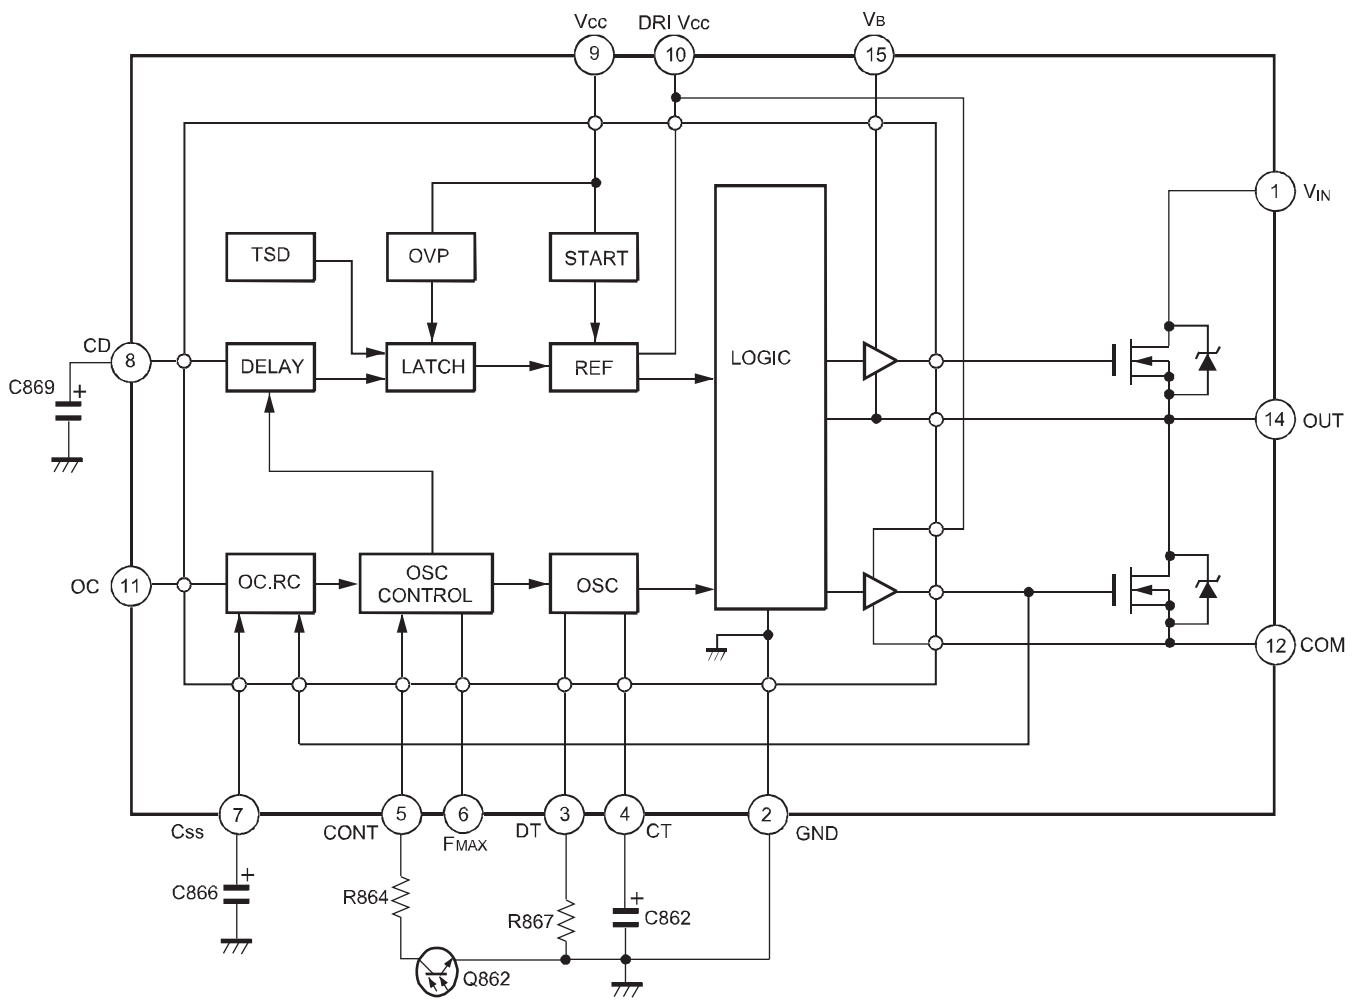 Vcc
DRI Vcc
VB
9
10
15
1
VIN
TSD
OVP
START
CD
8
DELAY
LATCH
REF
LOGIC
C869
+
14
OUT
OC
11
OC.RC
OSC
CONTROL
OSC
12
COM
7
5
6
3
4
2
Css
CONT
FMAX
DT
CT
GND
+
C866
R864
R867
+
C862
Q862